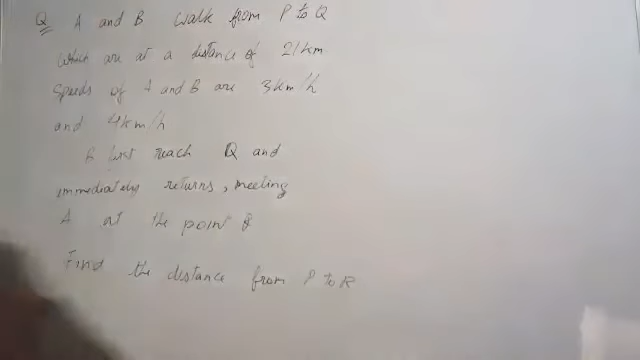 Q A and B walk from P to Q
which are at a distance of 21km
speeds of A and B are 3km/h
and 4km/h
B first reach Q and
immediately returns, meeting
A at the point
Find the distance from P to R